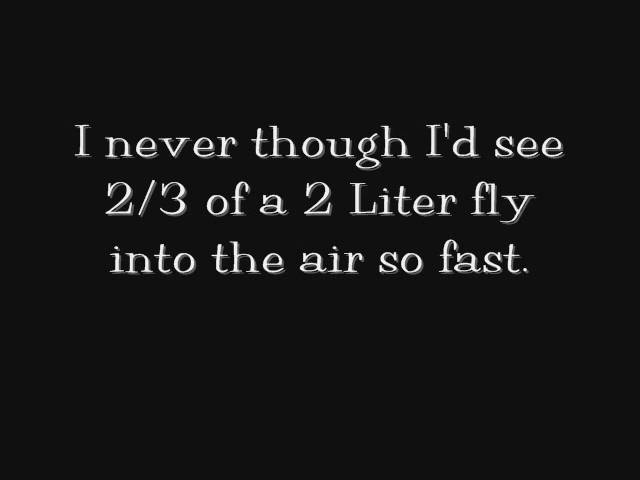 I never though I'd see
2/3 of a 2 Liter fly
into the air so fast.